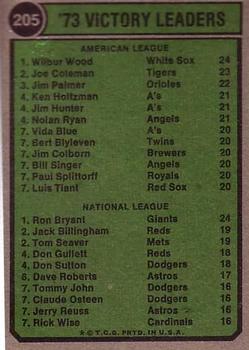 205 '73 VICTORY LEADERS
AMERICAN LEAGUE
1. Wilbur Wood White Sox 24
2. Joe Coleman Tigers 23
3. Jim Palmer Orioles 22
4. Ken Holtzman A's 21
4. Jim Hunter A's 21
4. Nolan Ryan Angels 21
7. Vida Blue A's 20
7. Bert Blyleven Twins 20
7. Jim Colborn Brewers 20
7. Bill Singer Angels 20
7. Paul Splittorff Royals 20
7. Luis Tiant Red Sox 20
NATIONAL LEAGUE
1. Ron Bryant Giants 24
2. Jack Billingham Reds 19
2. Tom Seaver Mets 19
4. Don Gullett Reds 18
4. Don Sutton Dodgers 18
6. Dave Roberts Astros 17
7. Tommy John Dodgers 16
7. Claude Osteen Dodgers 16
7. Jerry Reuss Astros 16
7. Rick Wise Cardinals 16
* © T.C.G. PRTD. IN U.S.A.